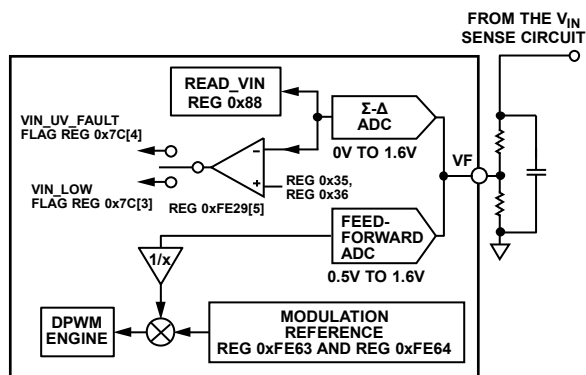 FROM THE VIN
SENSE CIRCUIT
READ_VIN
REG 0x88
Σ-Δ
ADC
VIN_UV_FAULT
FLAG REG 0x7C[4]
0V TO 1.6V
VF
−
+
VIN_LOW
FLAG REG 0x7C[3]
REG 0x35,
REG 0x36
REG 0xFE29[5]
FEED-
FORWARD
ADC
1/x
0.5V TO 1.6V
DPWM
ENGINE
MODULATION
REFERENCE
REG 0xFE63 AND REG 0xFE64